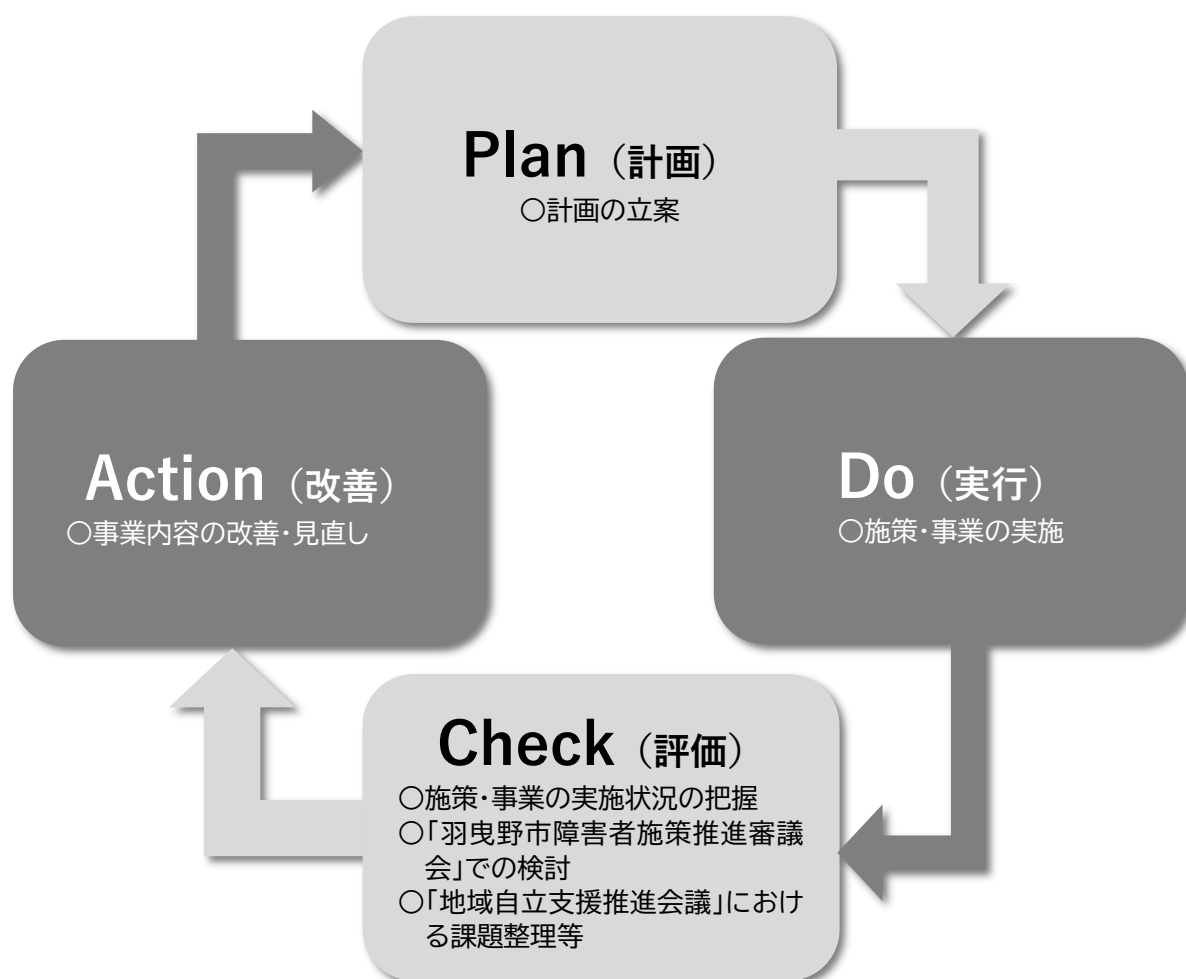 Plan（計画）
○計画の立案
Action（改善）
○事業内容の改善・見直し
Do（実行）
○施策・事業の実施
Check（評価）
○施策・事業の実施状況の把握
○「羽曳野市障害者施策推進審議
会」での検討
○「地域自立支援推進会議」におけ
る課題整理等